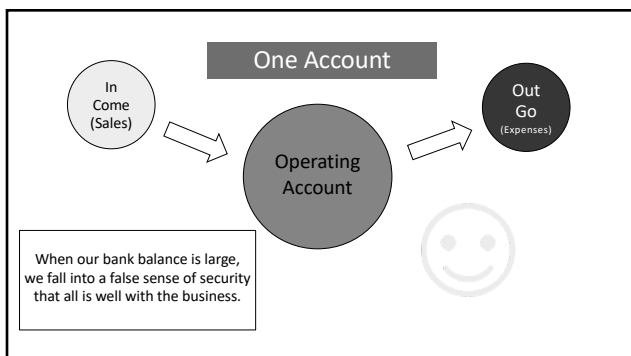 One Account
In
Come
(Sales)
Operating
Account
Out
Go
(Expenses)
When our bank balance is large,
we fall into a false sense of security
that all is well with the business.